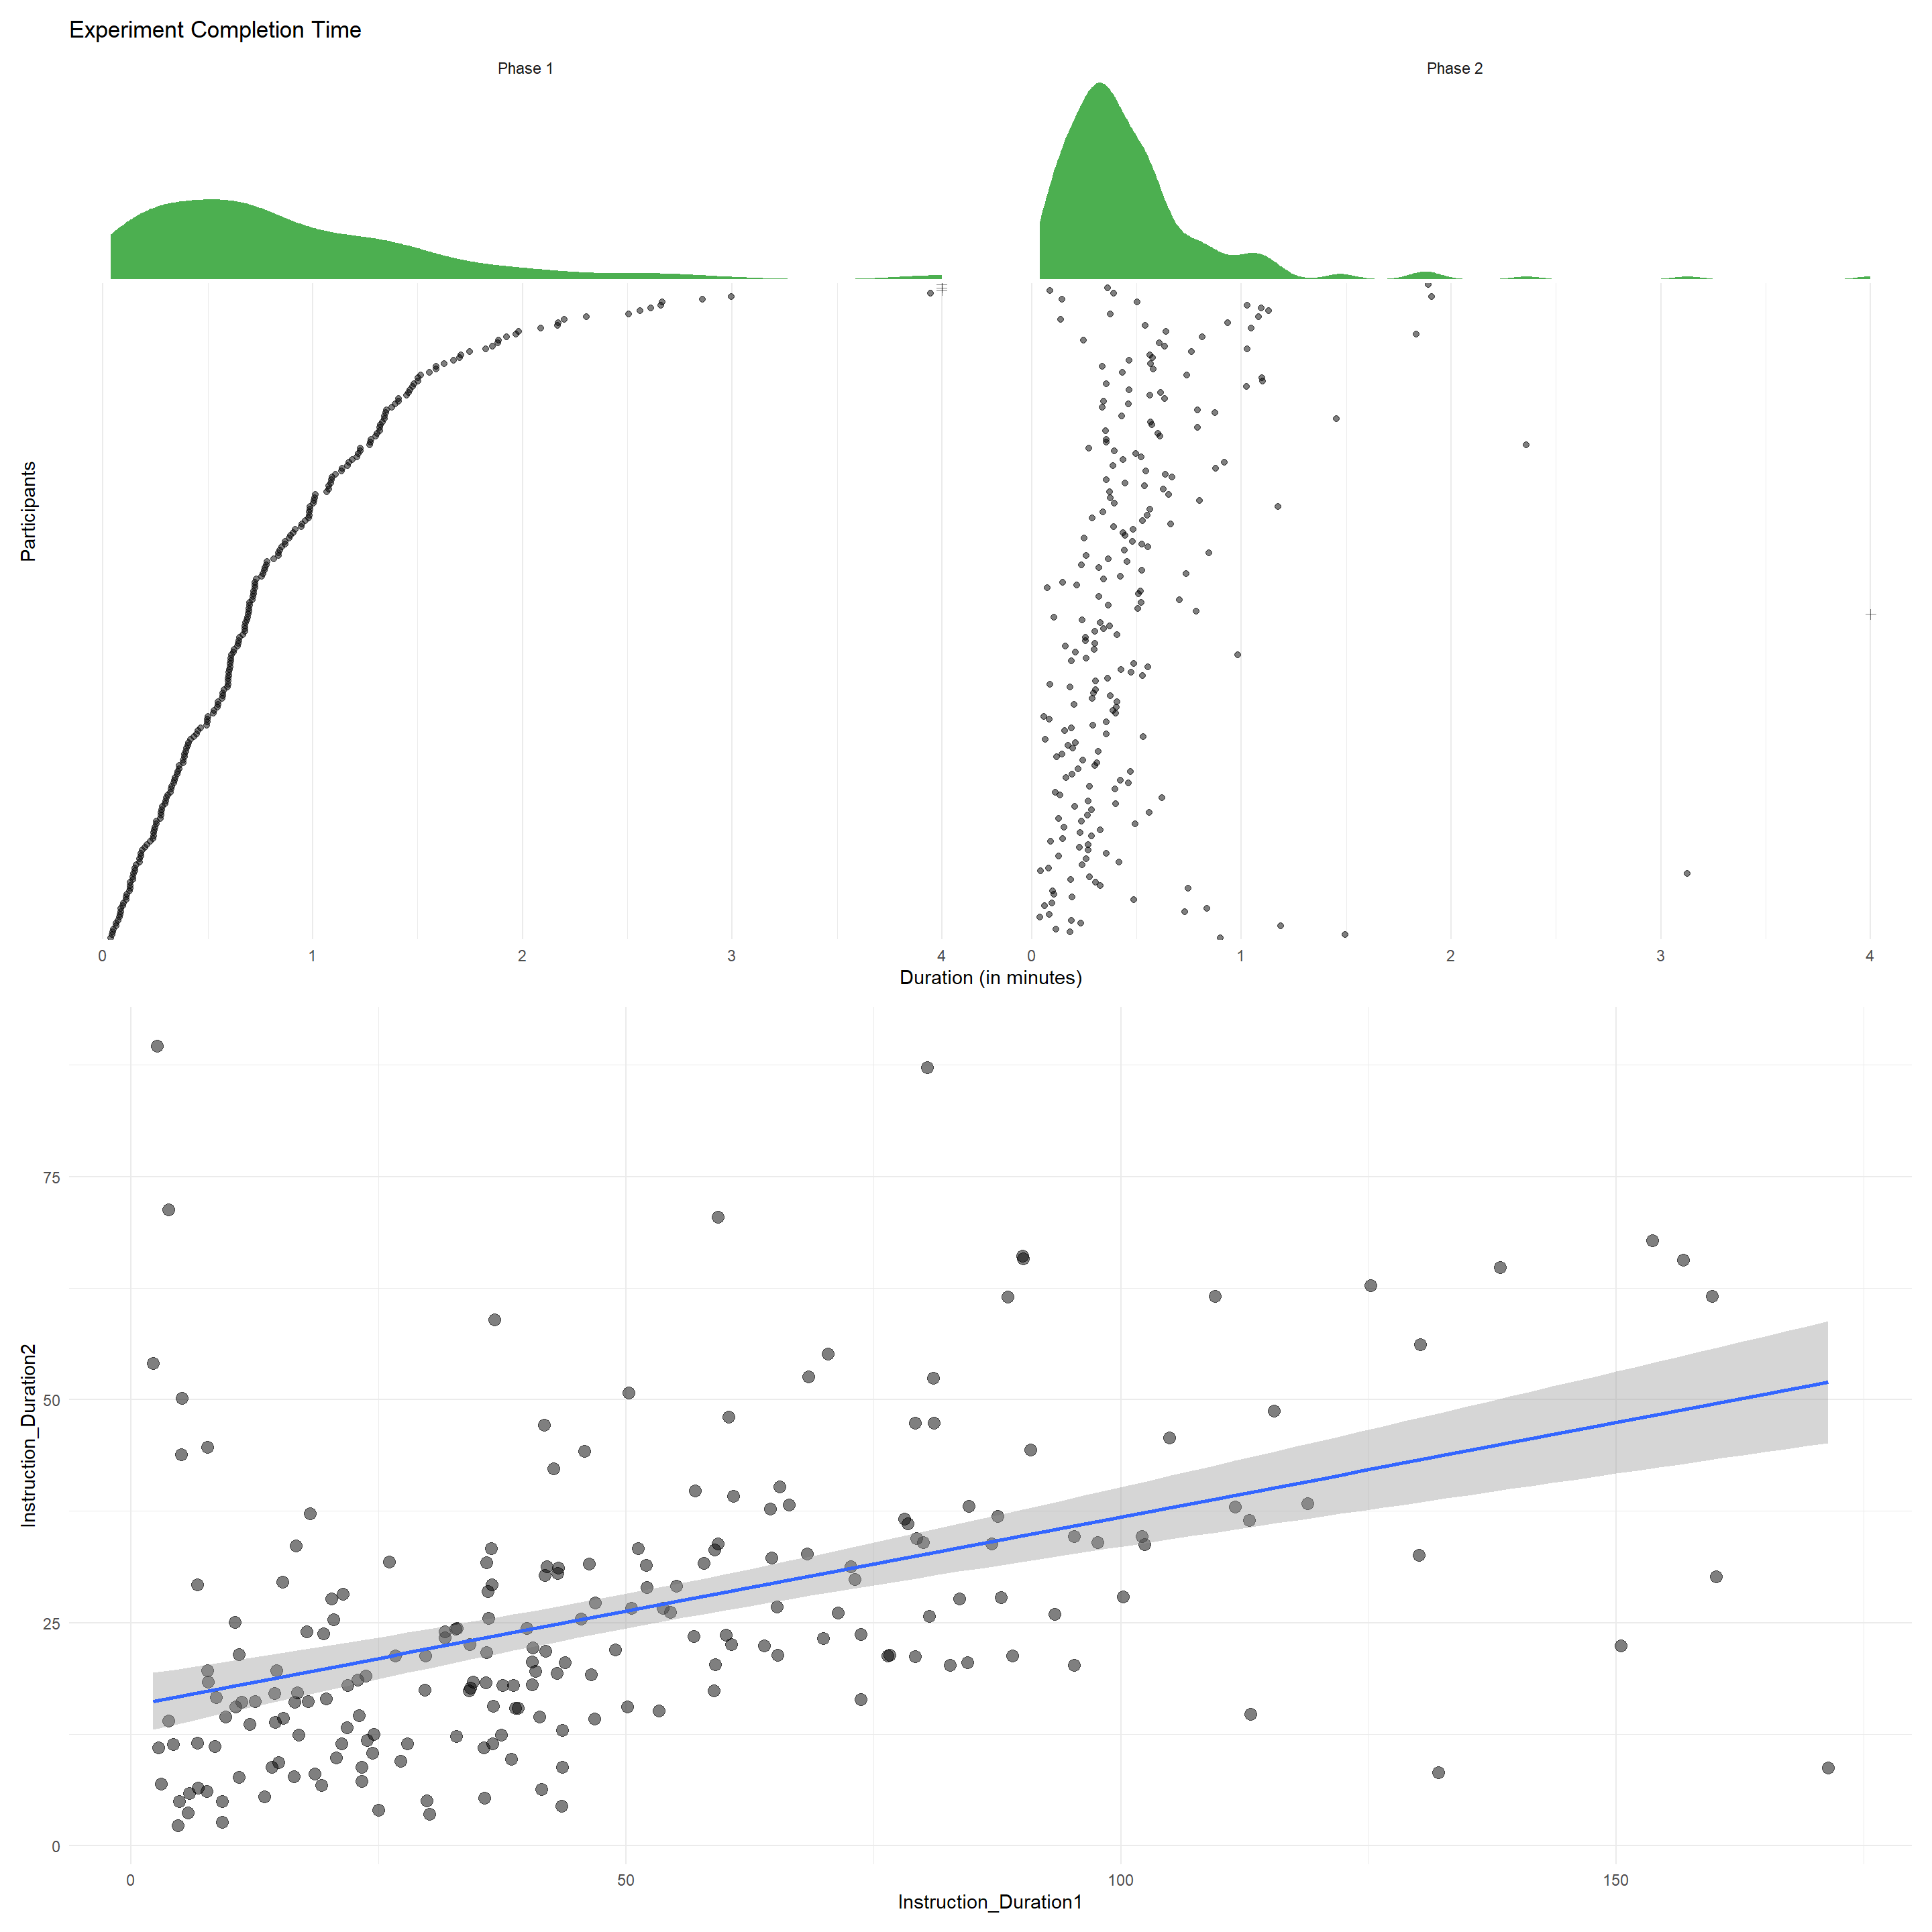 Experiment Completion Time
Phase 1 Phase 2
Participants
0 1 2 3 4 0 1 2 3 4
Duration (in minutes)
75
50
25
0
Instruction_Duration2
0 50 100 150
Instruction_Duration1